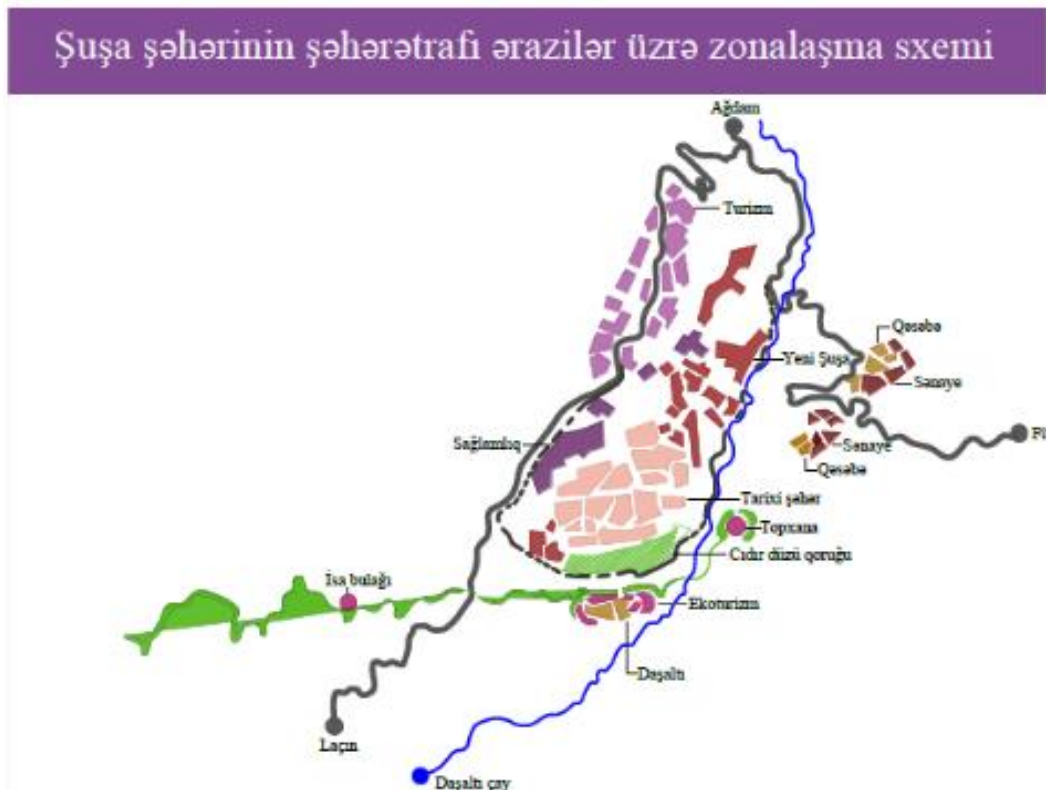 Şuşa şəhərinin şəhərətrafı ərazilər üzrə zonalaşma sxemi
Ağdam
Turizm
Qəsəbə
Yeni Şuşa
Sənaye
Sağlamlıq
Sənaye
Qəsəbə
Tarixi şəhər
Topxana
Cıdır düzü qoruğu
İsa bulağı
Ekoturizm
Daşaltı
Laçın
Daşaltı çay